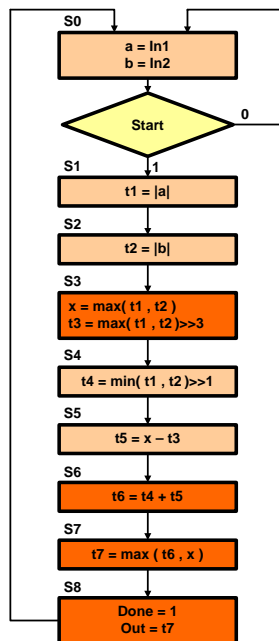 S0
a = In1
b = In2
Start
0
1
S1
t1 = |a|
S2
t2 = |b|
S3
x = max( t1 , t2 )
t3 = max( t1 , t2 )>>3
S4
t4 = min( t1 , t2 )>>1
S5
t5 = x – t3
S6
t6 = t4 + t5
S7
t7 = max ( t6 , x )
S8
Done = 1
Out = t7